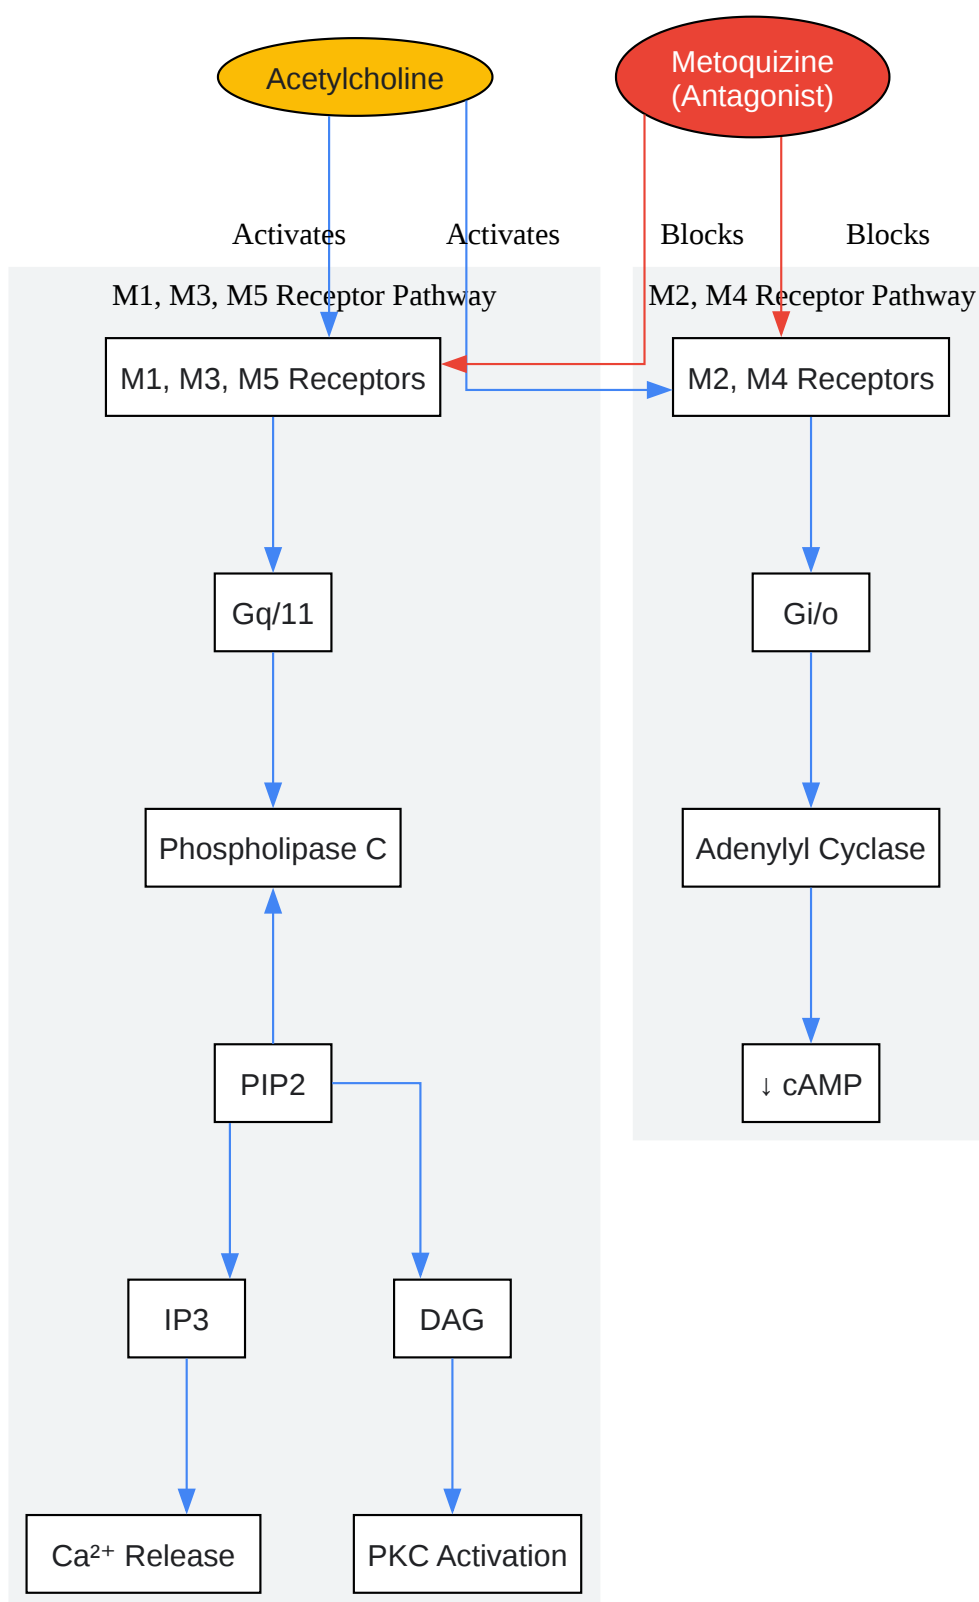 Acetylcholine
Metoquizine
(Antagonist)
Activates
Activates
Blocks
Blocks
M1, M3, M5 Receptor Pathway
M2, M4 Receptor Pathway
M1, M3, M5 Receptors
M2, M4 Receptors
Gq/11
Gi/o
Phospholipase C
Adenylyl Cyclase
PIP2
↓ cAMP
IP3
DAG
Ca²⁺ Release
PKC Activation